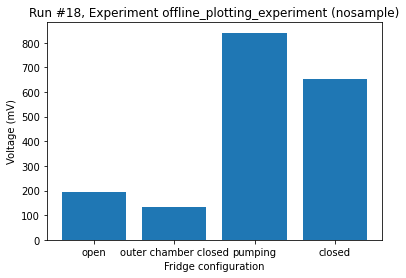 Run #18, Experiment offline_plotting_experiment (nosample)
Voltage (mV)
800
700
600
500
400
300
200
100
0
open outer chamber closed pumping closed
Fridge configuration